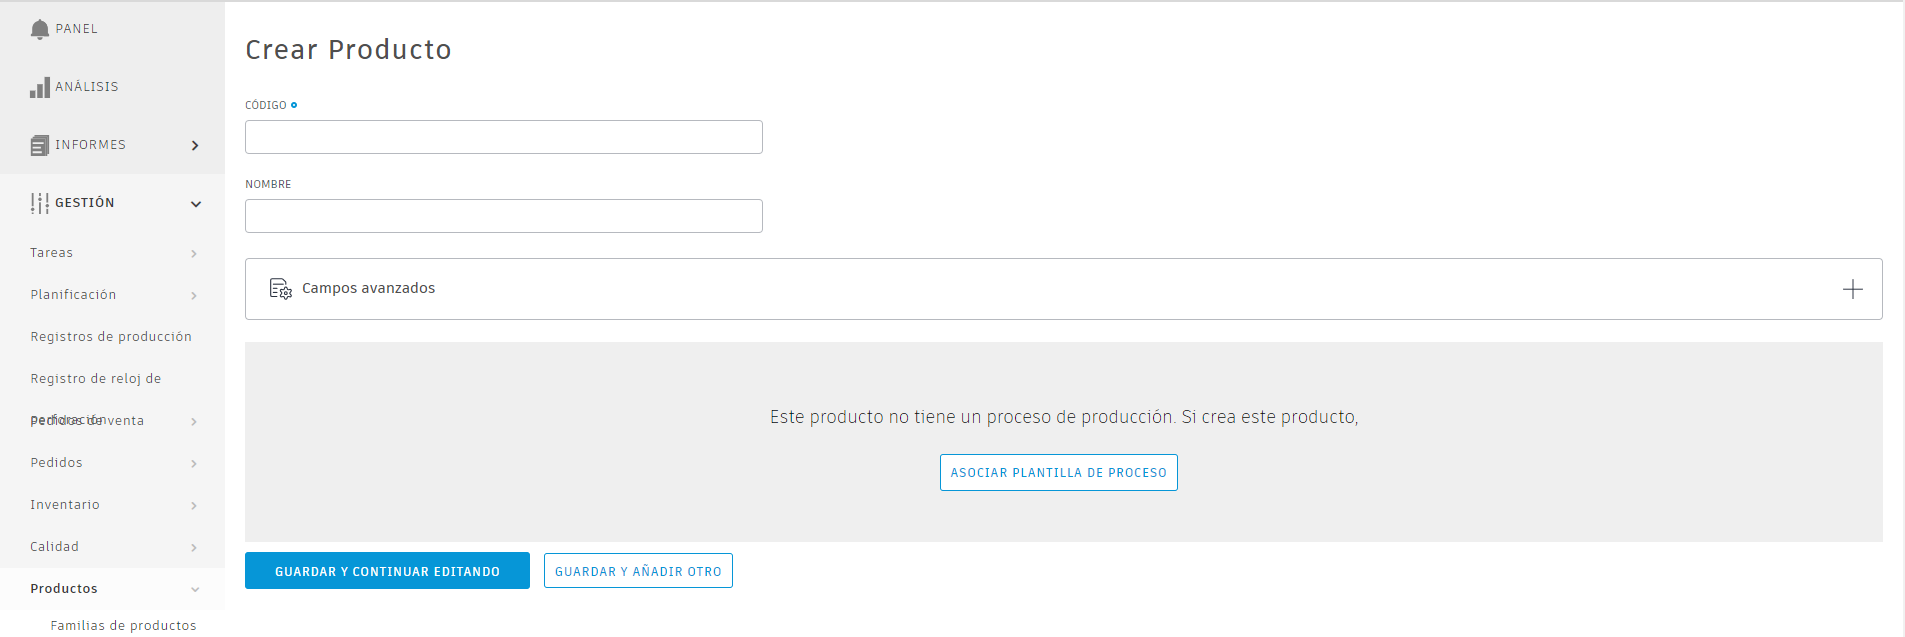 PANEL
ANÁLISIS
INFORMES
GESTIÓN
Tareas
Planificación
Registros de producción
Registro de reloj de
perforación
Pedidos de venta
Pedidos
Inventario
Calidad
Productos
Familias de productos
Crear Producto
CÓDIGO
NOMBRE
Campos avanzados
Este producto no tiene un proceso de producción. Si crea este producto,
ASOCIAR PLANTILLA DE PROCESO
GUARDAR Y CONTINUAR EDITANDO
GUARDAR Y AÑADIR OTRO